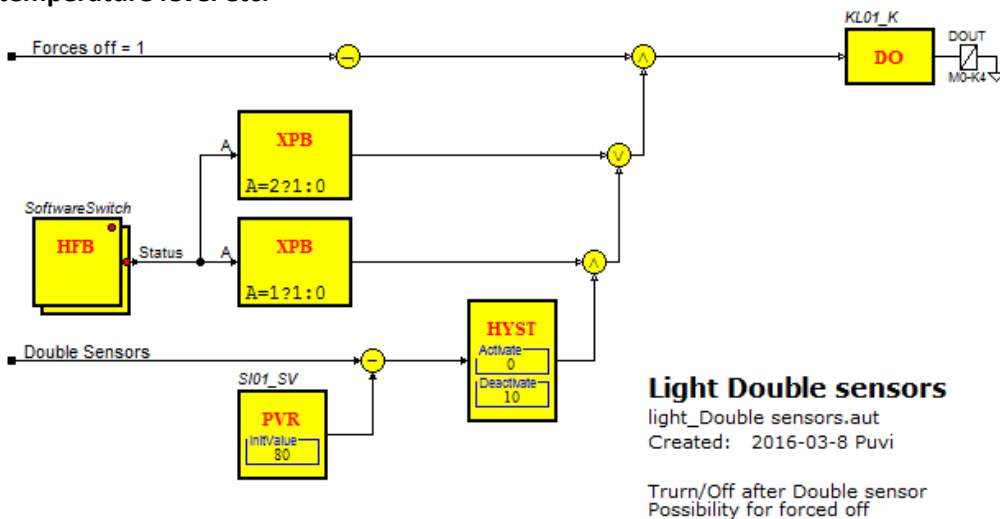 KL01_K
Forces off = 1
¬
∧
DO
DOUT
M0-K4
XPB
A
A=2?1:0
∨
SoftwareSwitch
HFB
Status
XPB
A
A=1?1:0
∧
Double Sensors
−
HYST
Activate
0
Deactivate
10
SI01_SV
PVR
InitValue
80
Light Double sensors
light_Double sensors.aut
Created: 2016-03-8 Puvi
Trurn/Off after Double sensor
Possibility for forced off